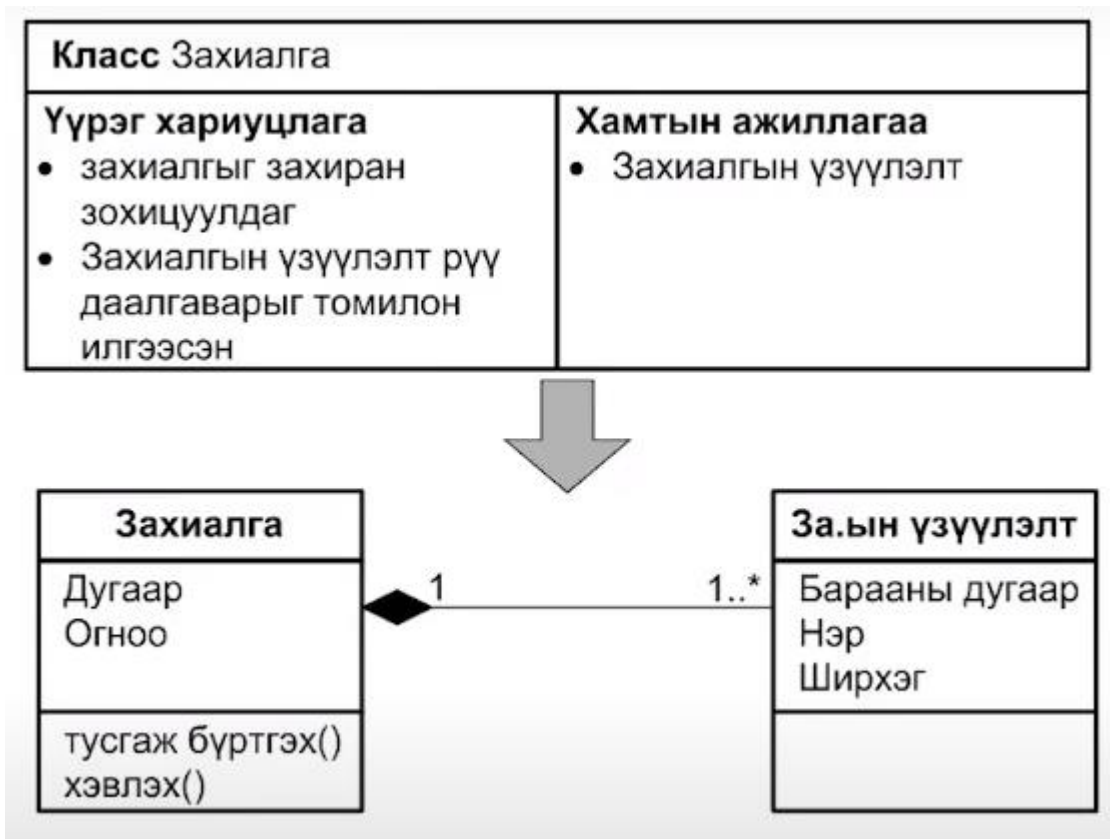 Класс Захиалга
Үүрэг хариуцлага
• захиалгыг захиран
зохицуулдаг
• Захиалгын үзүүлэлт рүү
даалгаварыг томилон
илгээсэн
Хамтын ажиллагаа
• Захиалгын үзүүлэлт
Захиалга
Дугаар
Огноо
тусгаж бүртгэх()
хэвлэх()
1
1..*
За.ын үзүүлэлт
Барааны дугаар
Нэр
Ширхэг